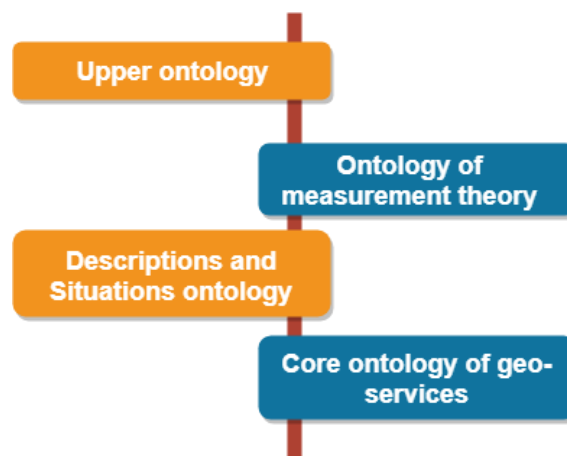 Upper ontology
Ontology of
measurement theory
Descriptions and
Situations ontology
Core ontology of geo-
services